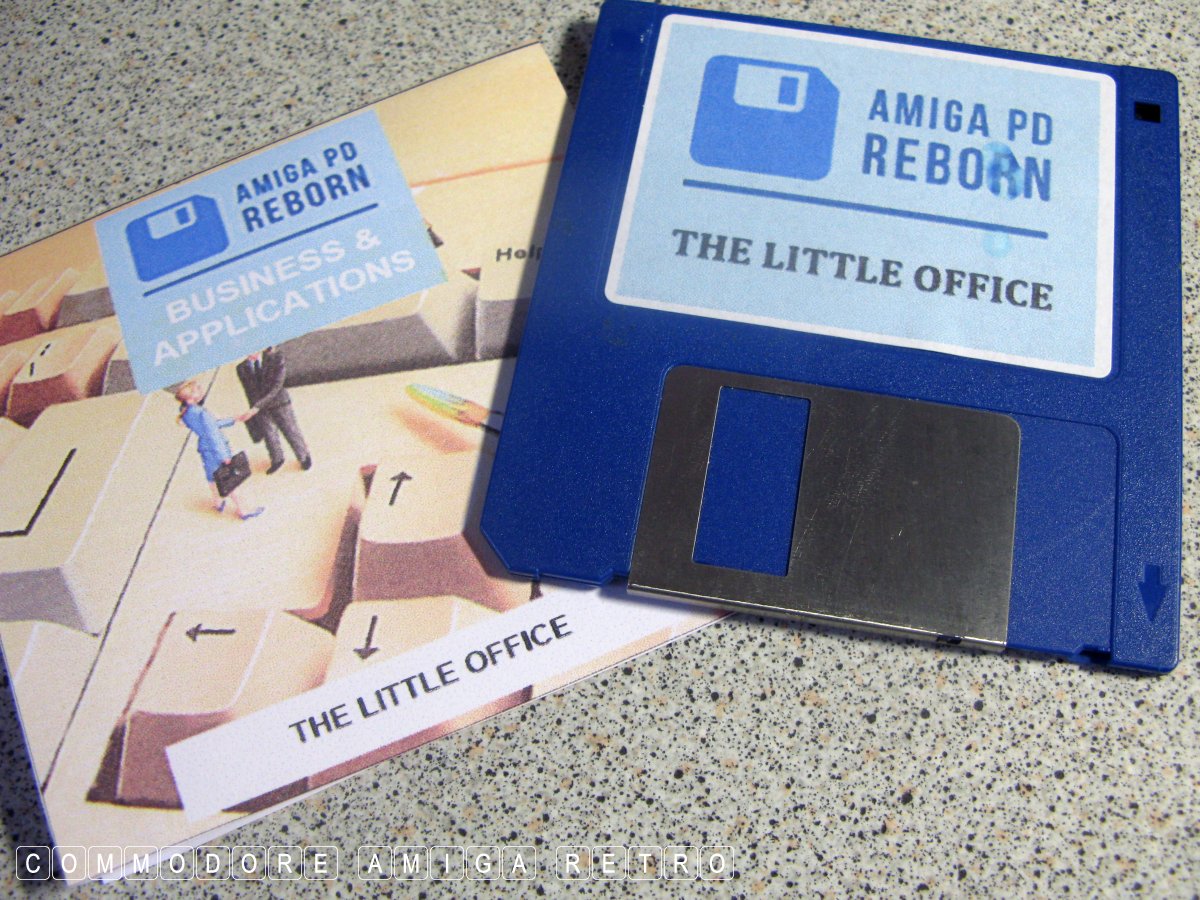 AMIGA PD
REBORN
BUSINESS &
APPLICATIONS
Help
THE LITTLE OFFICE
AMIGA PD
REBORN
THE LITTLE OFFICE
COMMODORE AMIGA RETRO